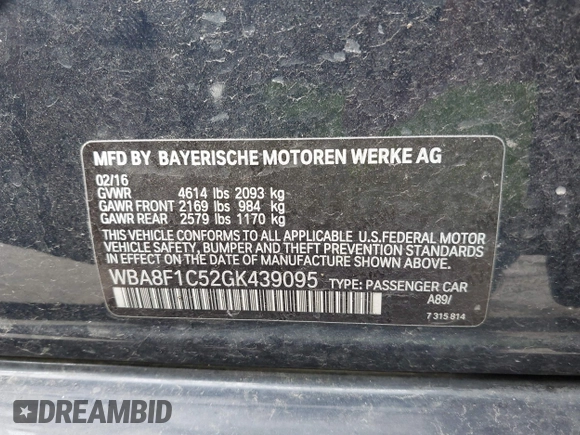 MFD BY BAYERISCHE MOTOREN WERKE AG
02/16
GVWR 4614 lbs 2093 kg
GAWR FRONT 2169 lbs 984 kg
GAWR REAR 2579 lbs 1170 kg
THIS VEHICLE CONFORMS TO ALL APPLICABLE U.S.FEDERAL MOTOR
VEHICLE SAFETY, BUMPER AND THEFT PREVENTION STANDARDS
IN EFFECT ON THE DATE OF MANUFACTURE SHOWN ABOVE.
WBA8F1C52GK439095 TYPE: PASSENGER CAR
A89/
7 315 814
DREAMBID